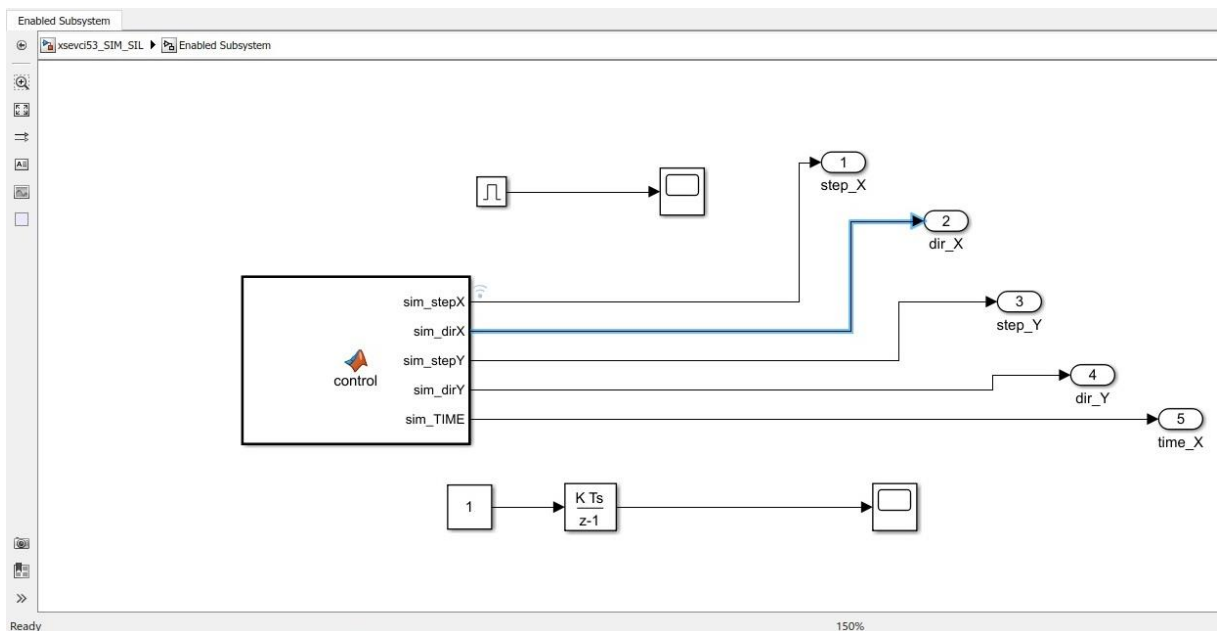 Enabled Subsystem
xsevci53_SIM_SIL Enabled Subsystem
1
step_X
2
dir_X
sim_stepX
sim_dirX
sim_stepY
sim_dirY
sim_TIME
control
3
step_Y
4
dir_Y
5
time_X
1
K Ts
z-1
Ready 150%